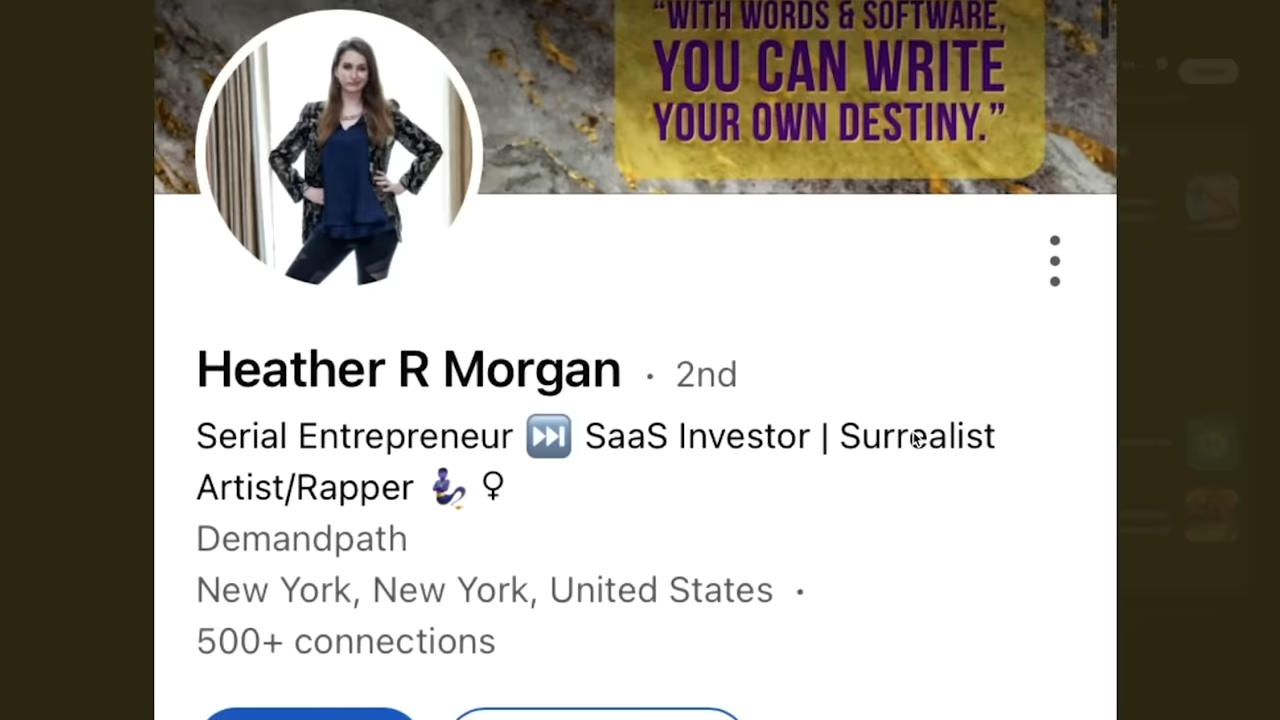 “WITH WORDS & SOFTWARE,
YOU CAN WRITE
YOUR OWN DESTINY.”
Heather R Morgan · 2nd
Serial Entrepreneur ⏭️ SaaS Investor | Surrealist
Artist/Rapper 🧞‍♀
Demandpath
New York, New York, United States ·
500+ connections